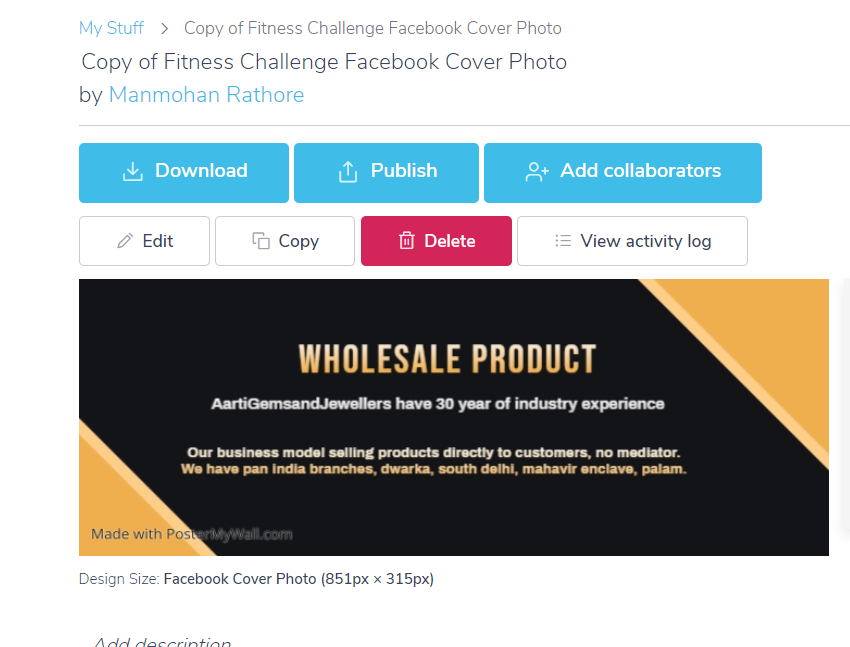 My Stuff > Copy of Fitness Challenge Facebook Cover Photo
Copy of Fitness Challenge Facebook Cover Photo
by Manmohan Rathore
Download Publish Add collaborators
Edit Copy Delete View activity log
WHOLESALE PRODUCT
AartiGemsandJewellers have 30 year of industry experience
Our business model selling products directly to customers, no mediator.
We have pan india branches, dwarka, south delhi, mahavir enclave, palam.
Made with PosterMyWall.com
Design Size: Facebook Cover Photo (851px × 315px)
Add description